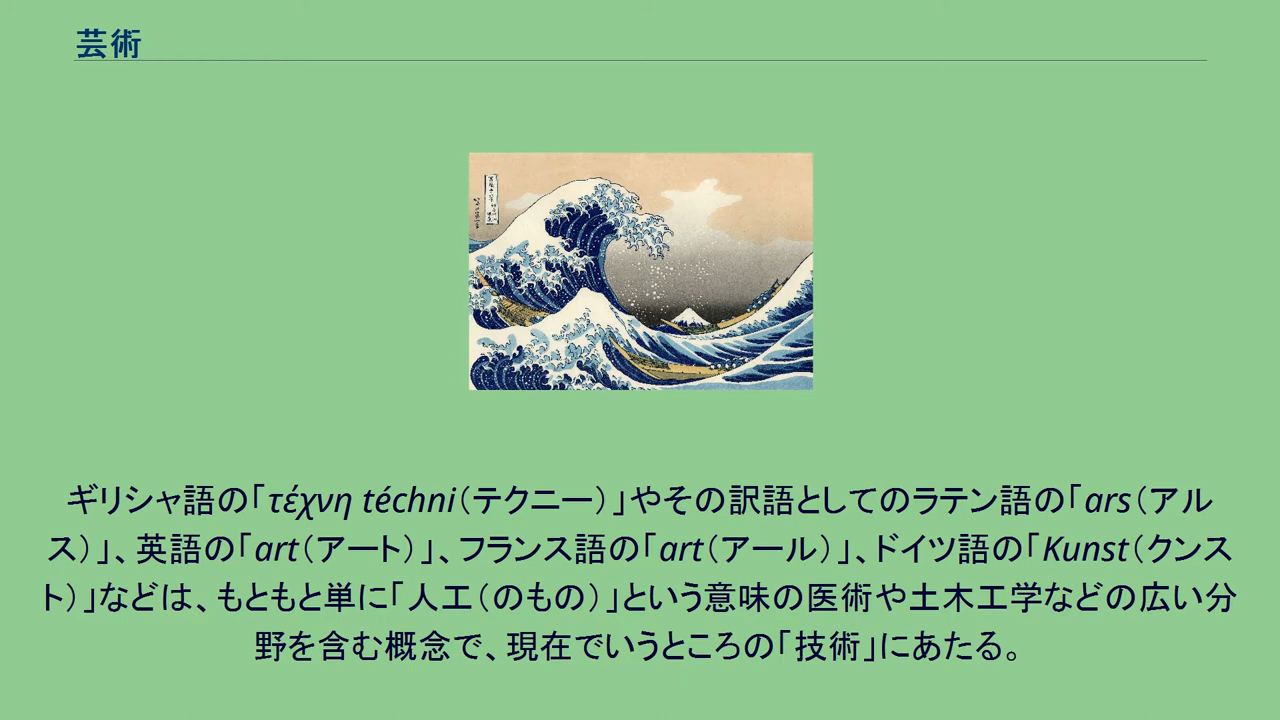 芸術
ギリシャ語の「τέχνη téchni（テクニー）」やその訳語としてのラテン語の「ars（アル
ス）」、英語の「art（アート）」、フランス語の「art（アール）」、ドイツ語の「Kunst（クンス
ト）」などは、もともと単に「人工（のもの）」という意味の医術や土木工学などの広い分
野を含む概念で、現在でいうところの「技術」にあたる。